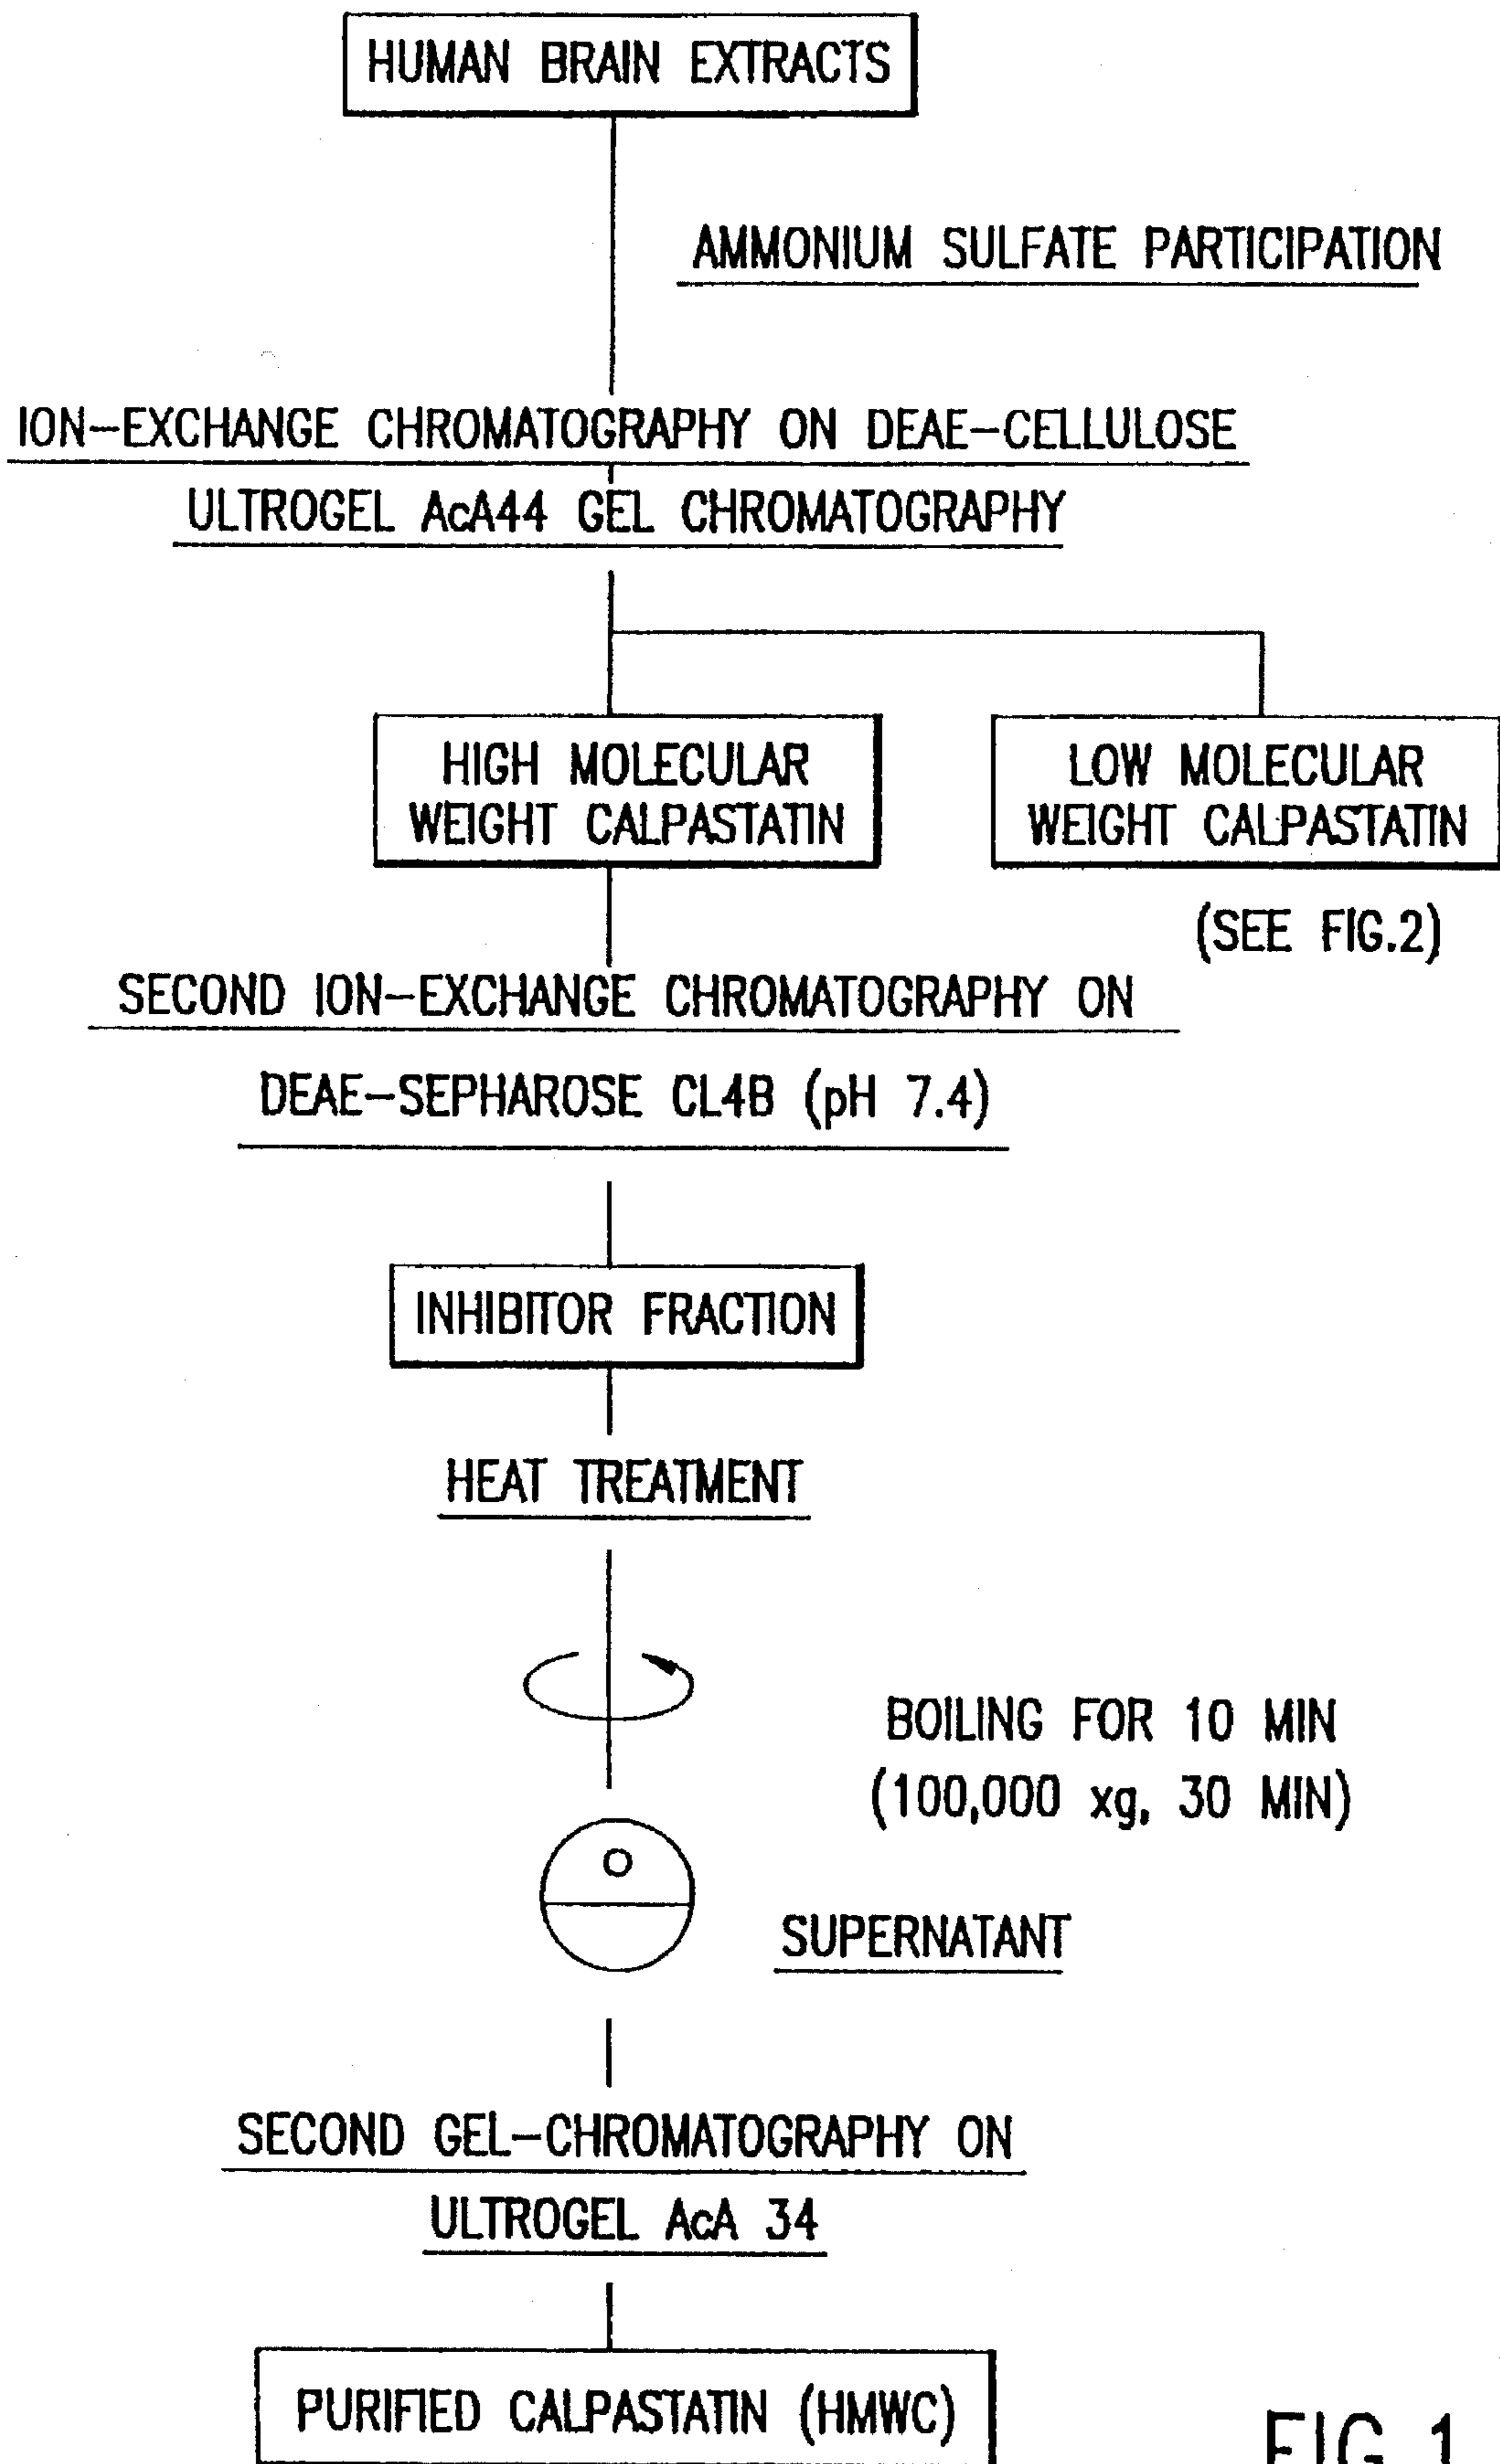 HUMAN BRAIN EXTRACTS
AMMONIUM SULFATE PARTICIPATION
ION-EXCHANGE CHROMATOGRAPHY ON DEAE-CELLULOSE
ULTROGEL AcA44 GEL CHROMATOGRAPHY
HIGH MOLECULAR
WEIGHT CALPASTATIN
LOW MOLECULAR
WEIGHT CALPASTATIN
(SEE FIG.2)
SECOND ION-EXCHANGE CHROMATOGRAPHY ON
DEAE-SEPHAROSE CL4B (pH 7.4)
INHIBITOR FRACTION
HEAT TREATMENT
BOILING FOR 10 MIN
(100,000 xg, 30 MIN)
SUPERNATANT
SECOND GEL-CHROMATOGRAPHY ON
ULTROGEL AcA 34
PURIFIED CALPASTATIN (HMWC)
FIG.1